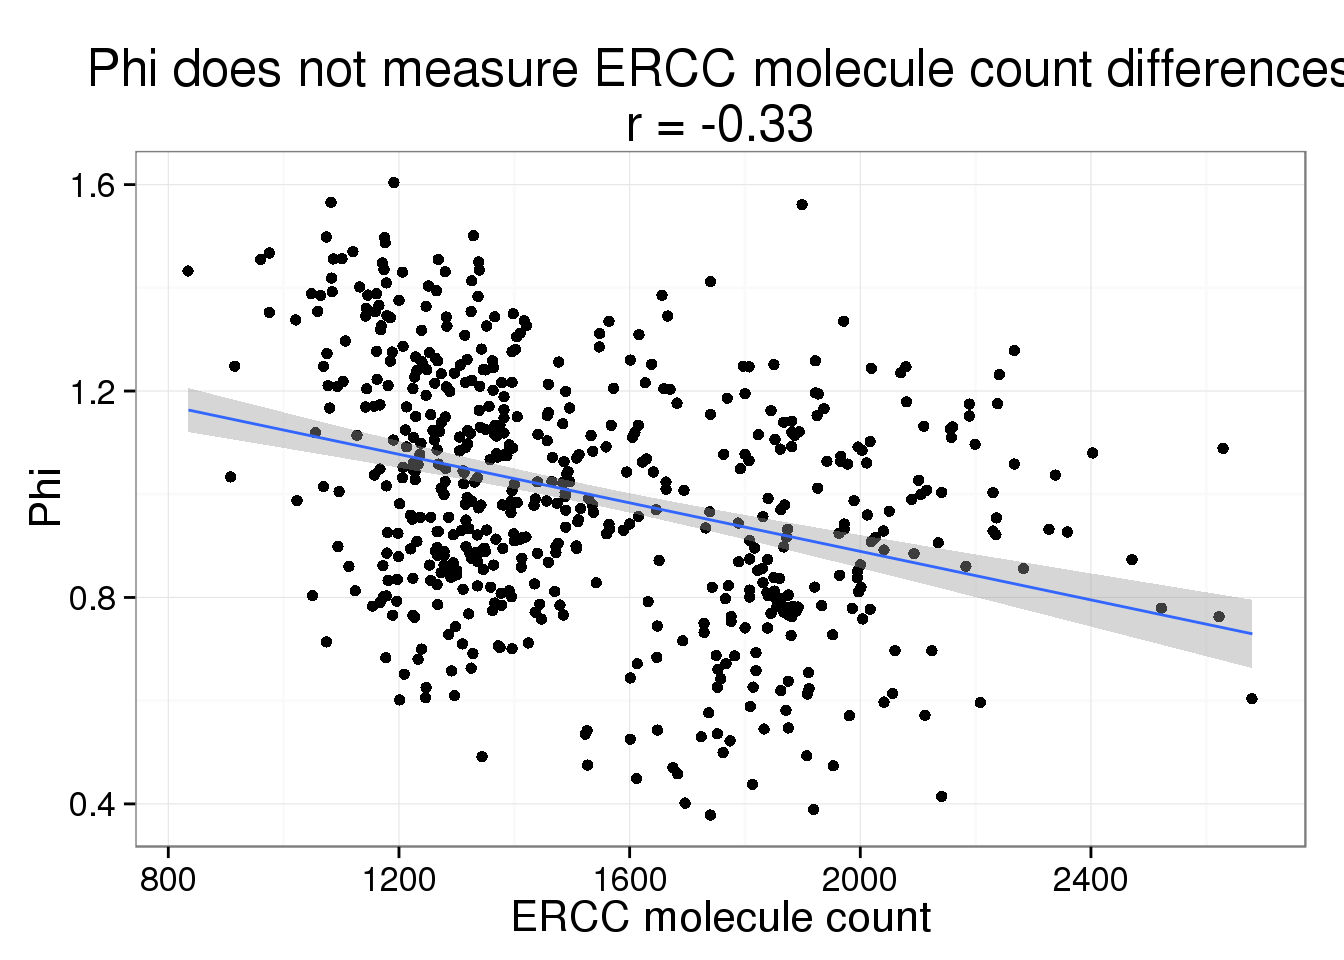 Phi does not measure ERCC molecule count differences
r = -0.33
1.6
1.2
0.8
0.4
Phi
800 1200 1600 2000 2400
ERCC molecule count